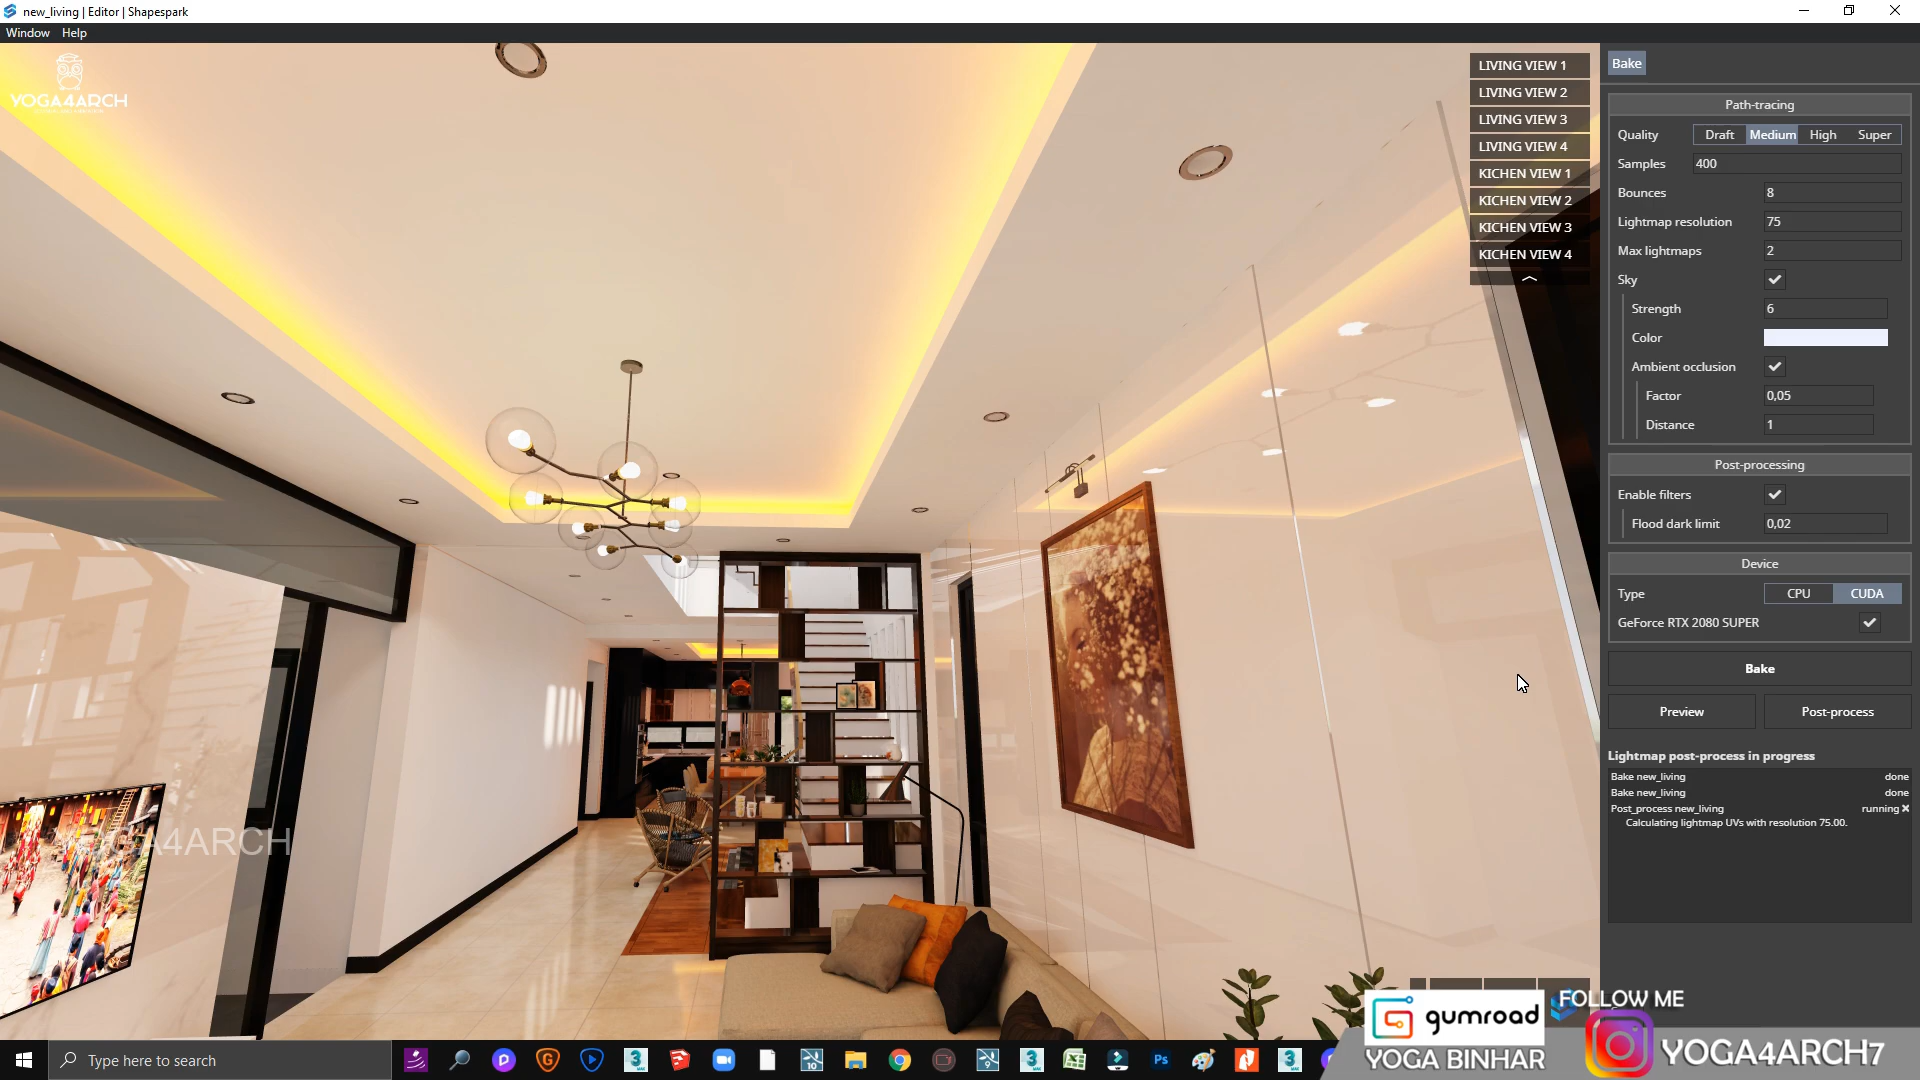 new_living | Editor | Shapespark
Window Help
YOGA4ARCH
LIVING VIEW 1
LIVING VIEW 2
LIVING VIEW 3
LIVING VIEW 4
KICHEN VIEW 1
KICHEN VIEW 2
KICHEN VIEW 3
KICHEN VIEW 4
Bake
Path-tracing
Quality Draft Medium High Super
Samples 400
Bounces 8
Lightmap resolution 75
Max lightmaps 2
Sky
Strength 6
Color
Ambient occlusion
Factor 0,05
Distance 1
Post-processing
Enable filters
Flood dark limit 0,02
Device
Type CPU CUDA
GeForce RTX 2080 SUPER
Bake
Preview Post-process
Lightmap post-process in progress
Bake new_living done
Bake new_living done
Post_process new_living running
Calculating lightmap UVs with resolution 75.00.
YOGA4ARCH
gumroad
YOGA BINHAR
FOLLOW ME
YOGA4ARCH7
Type here to search